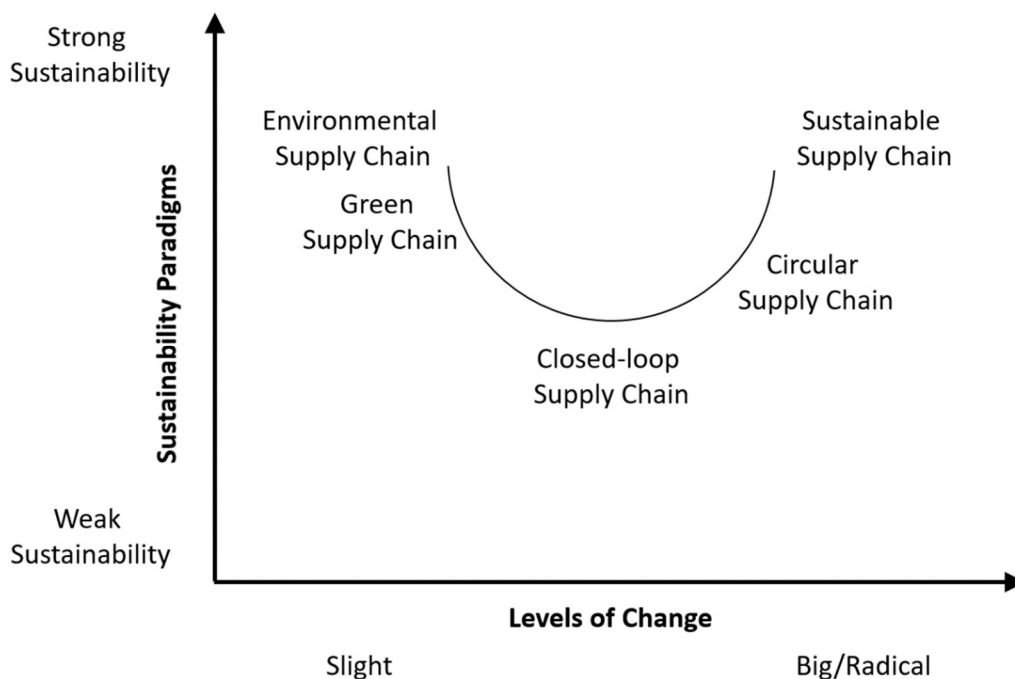 Strong
Sustainability
Environmental
Supply Chain
Sustainable
Supply Chain
Green
Supply Chain
Sustainability Paradigms
Circular
Supply Chain
Closed-loop
Supply Chain
Weak
Sustainability
Levels of Change
Slight
Big/Radical